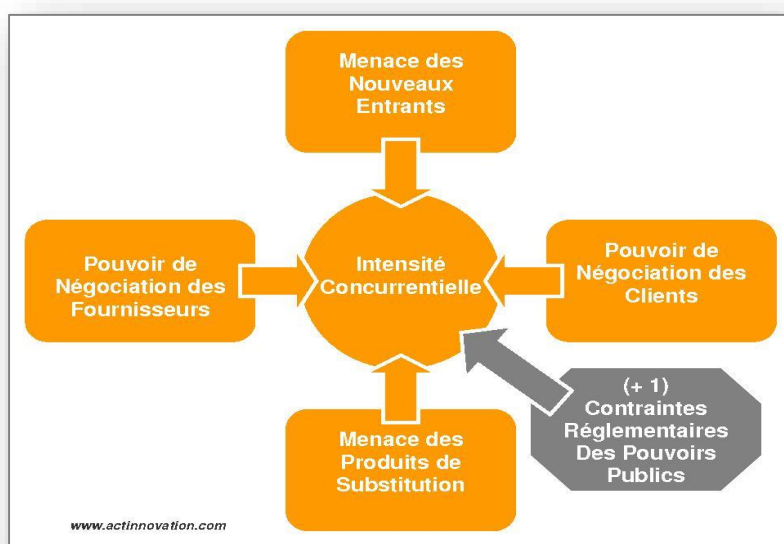 Menace des
Nouveaux
Entrants
Pouvoir de
Négociation des
Fournisseurs
Intensité
Concurrentielle
Pouvoir de
Négociation des
Clients
(+ 1)
Contraintes
Réglementaires
Des Pouvoirs
Publics
Menace des
Produits de
Substitution
www.actinnovation.com